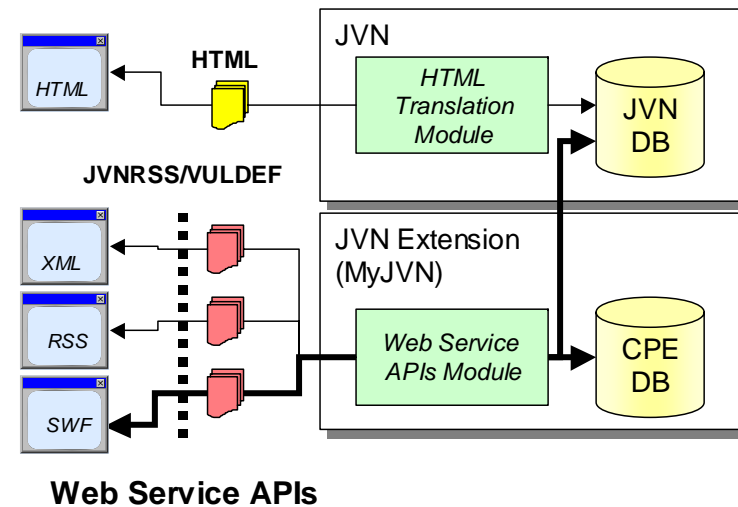 JVN
HTML
HTML
HTML
Translation
Module
JVN
DB
JVNRSS/VULDEF
JVN Extension
(MyJVN)
XML
RSS
SWF
Web Service
APIs Module
CPE
DB
Web Service APIs